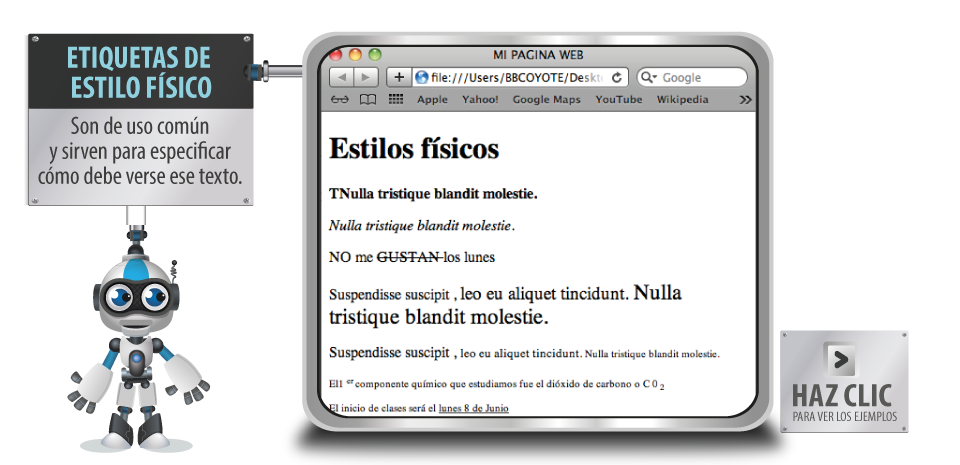 ETIQUETAS DE
ESTILO FÍSICO
Son de uso común
y sirven para especificar
cómo debe verse ese texto.
MI PAGINA WEB
file:///Users/BBCOYOTE/Deskt
Google
Apple Yahoo! Google Maps YouTube Wikipedia
Estilos físicos
TNulla tristique blandit molestie.
Nulla tristique blandit molestie.
NO me GUSTAN los lunes
Suspendisse suscipit , leo eu aliquet tincidunt. Nulla
tristique blandit molestie.
Suspendisse suscipit , leo eu aliquet tincidunt. Nulla tristique blandit molestie.
El1 er componente químico que estudiamos fue el dióxido de carbono o C 0 2
El inicio de clases será el lunes 8 de Junio
HAZ CLIC
PARA VER LOS EJEMPLOS